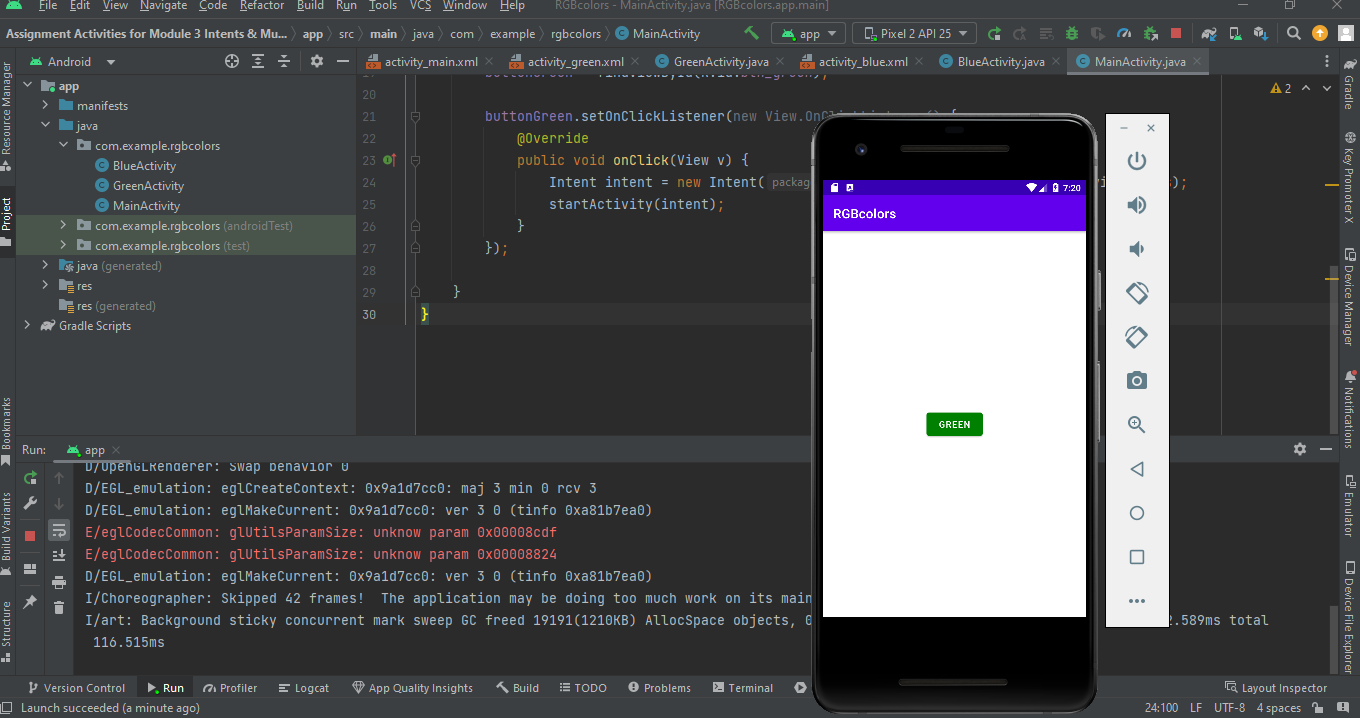 File Edit View Navigate Code Refactor Build Run Tools VCS Window Help RGBcolors - MainActivity.java [RGBcolors.app.main]
Assignment Activities for Module 3 Intents & Mu... app src main java com example rgbcolors MainActivity app Pixel 2 API 25
Android activity_main.xml activity_green.xml GreenActivity.java activity_blue.xml BlueActivity.java MainActivity.java
Resource Manager
Project
Bookmarks
Build Variants
Structure
app
manifests
java
com.example.rgbcolors
BlueActivity
GreenActivity
MainActivity
com.example.rgbcolors (androidTest)
com.example.rgbcolors (test)
java (generated)
res
res (generated)
Gradle Scripts
2
20
21 buttonGreen.setOnClickListener(new View.OnClickListener() {
22 @Override
23 public void onClick(View v) {
24 Intent intent = new Intent( packag );
25 startActivity(intent);
26 }
27 });
28
29 }
30 }
7:20
RGBcolors
GREEN
Gradle
Key Promoter X
Device Manager
Notifications
Emulator
Device File Explorer
Run: app
D/OpenGLRenderer: Swap behavior 0
D/EGL_emulation: eglCreateContext: 0x9a1d7cc0: maj 3 min 0 rcv 3
D/EGL_emulation: eglMakeCurrent: 0x9a1d7cc0: ver 3 0 (tinfo 0xa81b7ea0)
E/eglCodecCommon: glUtilsParamSize: unknow param 0x00008cdf
E/eglCodecCommon: glUtilsParamSize: unknow param 0x00008824
D/EGL_emulation: eglMakeCurrent: 0x9a1d7cc0: ver 3 0 (tinfo 0xa81b7ea0)
I/Choreographer: Skipped 42 frames!  The application may be doing too much work on its main
I/art: Background sticky concurrent mark sweep GC freed 19191(1210KB) AllocSpace objects, 0 2.589ms total
116.515ms
Version Control Run Profiler Logcat App Quality Insights Build TODO Problems Terminal Layout Inspector
Launch succeeded (a minute ago) 24:100 LF UTF-8 4 spaces